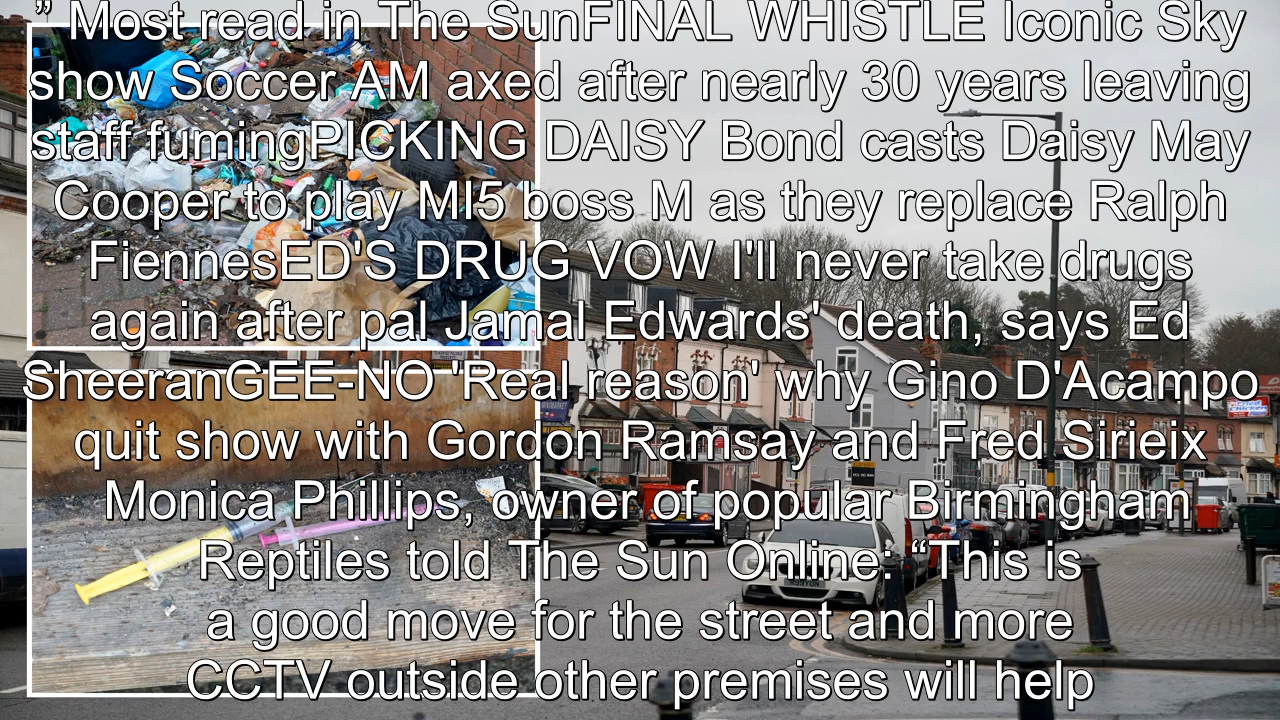 ” Most read in The SunFINAL WHISTLE Iconic Sky
show Soccer AM axed after nearly 30 years leaving
staff fumingPICKING DAISY Bond casts Daisy May
Cooper to play MI5 boss M as they replace Ralph
FiennesED'S DRUG VOW I'll never take drugs
again after pal Jamal Edwards' death, says Ed
SheeranGEE-NO 'Real reason' why Gino D'Acampo
quit show with Gordon Ramsay and Fred Sirieix
Monica Phillips, owner of popular Birmingham
Reptiles told The Sun Online: “This is
a good move for the street and more
CCTV outside other premises will help